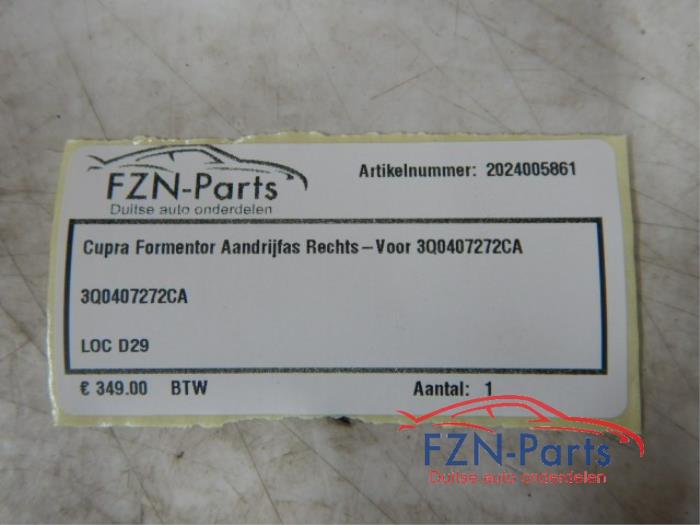 FZN-Parts
Duitse auto onderdelen
Artikelnummer: 2024005861
Cupra Formentor Aandrijfas Rechts-Voor 3Q0407272CA
3Q0407272CA
LOC D29
€ 349.00 BTW
Aantal: 1
FZN-Parts
Duitse auto onderdelen